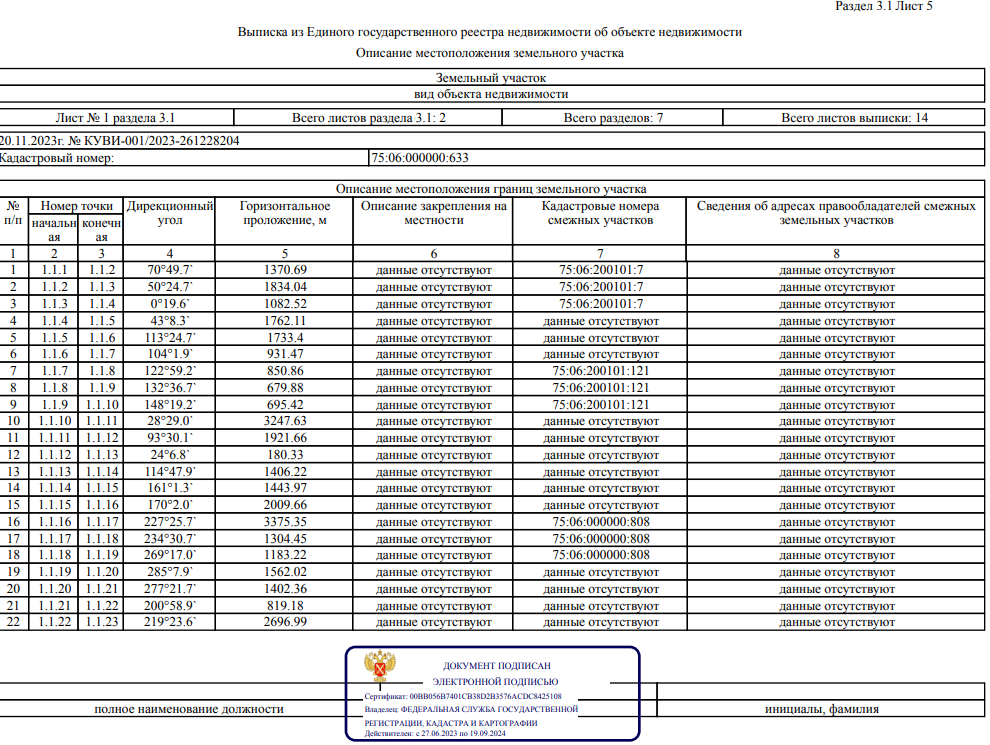 Раздел 3.1 Лист 5
Выписка из Единого государственного реестра недвижимости об объекте недвижимости
Описание местоположения земельного участка
Земельный участок
вид объекта недвижимости
Лист № 1 раздела 3.1 Всего листов раздела 3.1: 2 Всего разделов: 7 Всего листов выписки: 14
20.11.2023г. № КУВИ-001/2023-261228204
Кадастровый номер: 75:06:000000:633
Описание местоположения границ земельного участка
№ п/п Номер точки Дирекционный угол Горизонтальное проложение, м Описание закрепления на местности Кадастровые номера смежных участков Сведения об адресах правообладателей смежных земельных участков
начальная конечная
1 2 3 4 5 6 7 8
1 1.1.1 1.1.2 70°49.7` 1370.69 данные отсутствуют 75:06:200101:7 данные отсутствуют
2 1.1.2 1.1.3 50°24.7` 1834.04 данные отсутствуют 75:06:200101:7 данные отсутствуют
3 1.1.3 1.1.4 0°19.6` 1082.52 данные отсутствуют 75:06:200101:7 данные отсутствуют
4 1.1.4 1.1.5 43°8.3` 1762.11 данные отсутствуют данные отсутствуют данные отсутствуют
5 1.1.5 1.1.6 113°24.7` 1733.4 данные отсутствуют данные отсутствуют данные отсутствуют
6 1.1.6 1.1.7 104°1.9` 931.47 данные отсутствуют данные отсутствуют данные отсутствуют
7 1.1.7 1.1.8 122°59.2` 850.86 данные отсутствуют 75:06:200101:121 данные отсутствуют
8 1.1.8 1.1.9 132°36.7` 679.88 данные отсутствуют 75:06:200101:121 данные отсутствуют
9 1.1.9 1.1.10 148°19.2` 695.42 данные отсутствуют 75:06:200101:121 данные отсутствуют
10 1.1.10 1.1.11 28°29.0` 3247.63 данные отсутствуют данные отсутствуют данные отсутствуют
11 1.1.11 1.1.12 93°30.1` 1921.66 данные отсутствуют данные отсутствуют данные отсутствуют
12 1.1.12 1.1.13 24°6.8` 180.33 данные отсутствуют данные отсутствуют данные отсутствуют
13 1.1.13 1.1.14 114°47.9` 1406.22 данные отсутствуют данные отсутствуют данные отсутствуют
14 1.1.14 1.1.15 161°1.3` 1443.97 данные отсутствуют данные отсутствуют данные отсутствуют
15 1.1.15 1.1.16 170°2.0` 2009.66 данные отсутствуют данные отсутствуют данные отсутствуют
16 1.1.16 1.1.17 227°25.7` 3375.35 данные отсутствуют 75:06:000000:808 данные отсутствуют
17 1.1.17 1.1.18 234°30.7` 1304.45 данные отсутствуют 75:06:000000:808 данные отсутствуют
18 1.1.18 1.1.19 269°17.0` 1183.22 данные отсутствуют 75:06:000000:808 данные отсутствуют
19 1.1.19 1.1.20 285°7.9` 1562.02 данные отсутствуют данные отсутствуют данные отсутствуют
20 1.1.20 1.1.21 277°21.7` 1402.36 данные отсутствуют данные отсутствуют данные отсутствуют
21 1.1.21 1.1.22 200°58.9` 819.18 данные отсутствуют данные отсутствуют данные отсутствуют
22 1.1.22 1.1.23 219°23.6` 2696.99 данные отсутствуют данные отсутствуют данные отсутствуют
ДОКУМЕНТ ПОДПИСАН
ЭЛЕКТРОННОЙ ПОДПИСЬЮ
Сертификат: 00BB056B7401CB38D2B3576ACDC8425108
Владелец: ФЕДЕРАЛЬНАЯ СЛУЖБА ГОСУДАРСТВЕННОЙ
РЕГИСТРАЦИИ, КАДАСТРА И КАРТОГРАФИИ
Действителен: с 27.06.2023 по 19.09.2024
полное наименование должности инициалы, фамилия